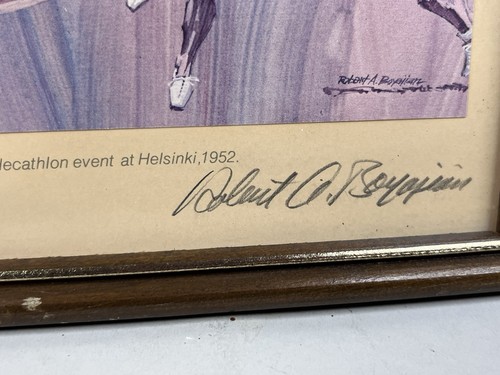 Robert A. Boyajian
decathlon event at Helsinki, 1952.
Robert A. Boyajian